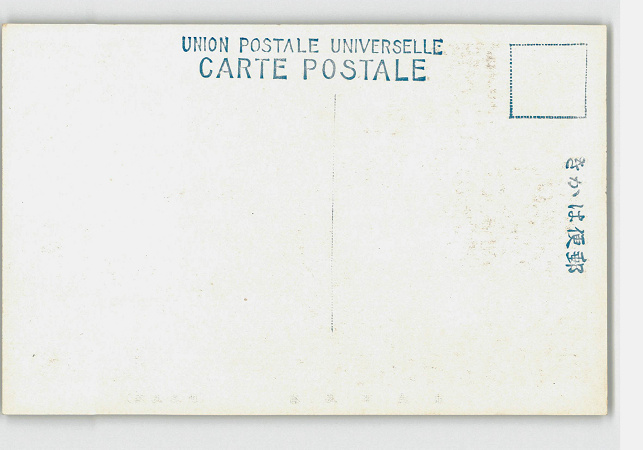 UNION POSTALE UNIVERSELLE
CARTE POSTALE
郵便はかき